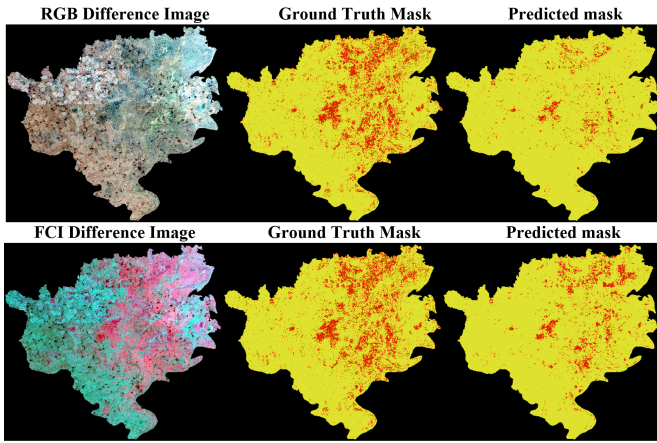 RGB Difference Image Ground Truth Mask Predicted mask
FCI Difference Image Ground Truth Mask Predicted mask